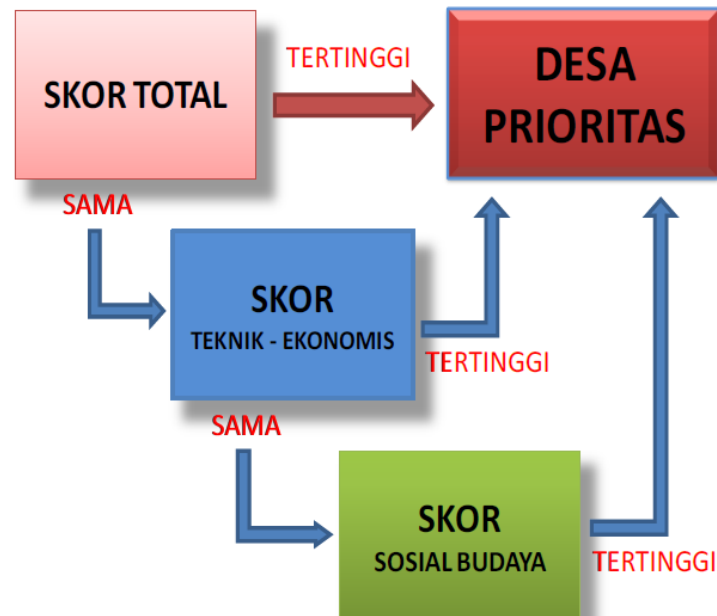 SKOR TOTAL
TERTINGGI
DESA
PRIORITAS
SAMA
SKOR
TEKNIK - EKONOMIS
TERTINGGI
SAMA
SKOR
SOSIAL BUDAYA
TERTINGGI